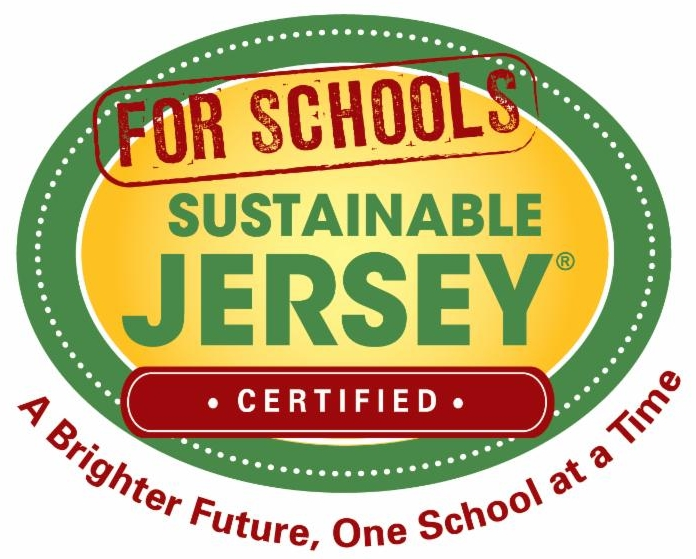 FOR SCHOOLS
SUSTAINABLE
JERSEY®
• CERTIFIED •
A Brighter Future, One School at a Time